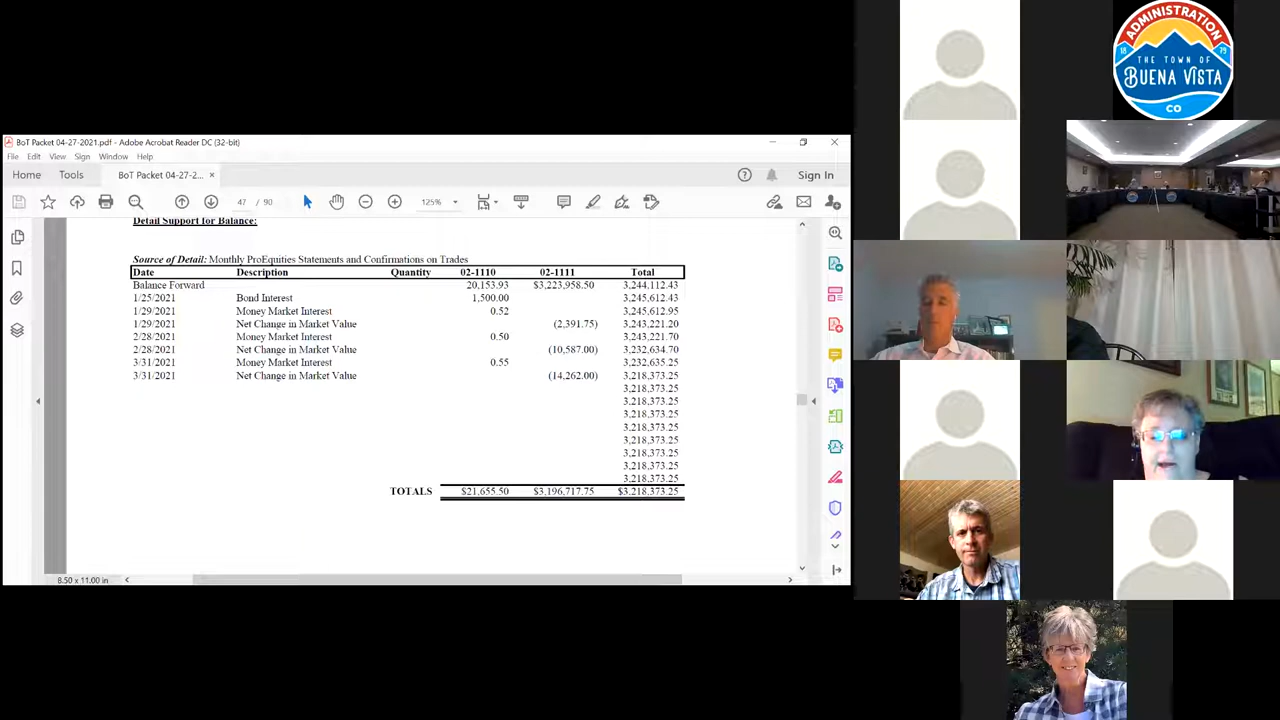 BoT Packet 04-27-2021.pdf - Adobe Acrobat Reader DC (32-bit)
File Edit View Sign Window Help
Home Tools BoT Packet 04-27-2... × Sign In
47 / 90 125%
Detail Support for Balance:
Source of Detail: Monthly ProEquities Statements and Confirmations on Trades
Date Description Quantity 02-1110 02-1111 Total
Balance Forward 20,153.93 $3,223,958.50 3,244,112.43
1/25/2021 Bond Interest 1,500.00 3,245,612.43
1/29/2021 Money Market Interest 0.52 3,245,612.95
1/29/2021 Net Change in Market Value (2,391.75) 3,243,221.20
2/28/2021 Money Market Interest 0.50 3,243,221.70
2/28/2021 Net Change in Market Value (10,587.00) 3,232,634.70
3/31/2021 Money Market Interest 0.55 3,232,635.25
3/31/2021 Net Change in Market Value (14,262.00) 3,218,373.25
3,218,373.25
3,218,373.25
3,218,373.25
3,218,373.25
3,218,373.25
3,218,373.25
3,218,373.25
3,218,373.25
TOTALS $21,655.50 $3,196,717.75 $3,218,373.25
8.50 x 11.00 in
ADMINISTRATION
18 79
THE TOWN OF
BUENA VISTA
CO